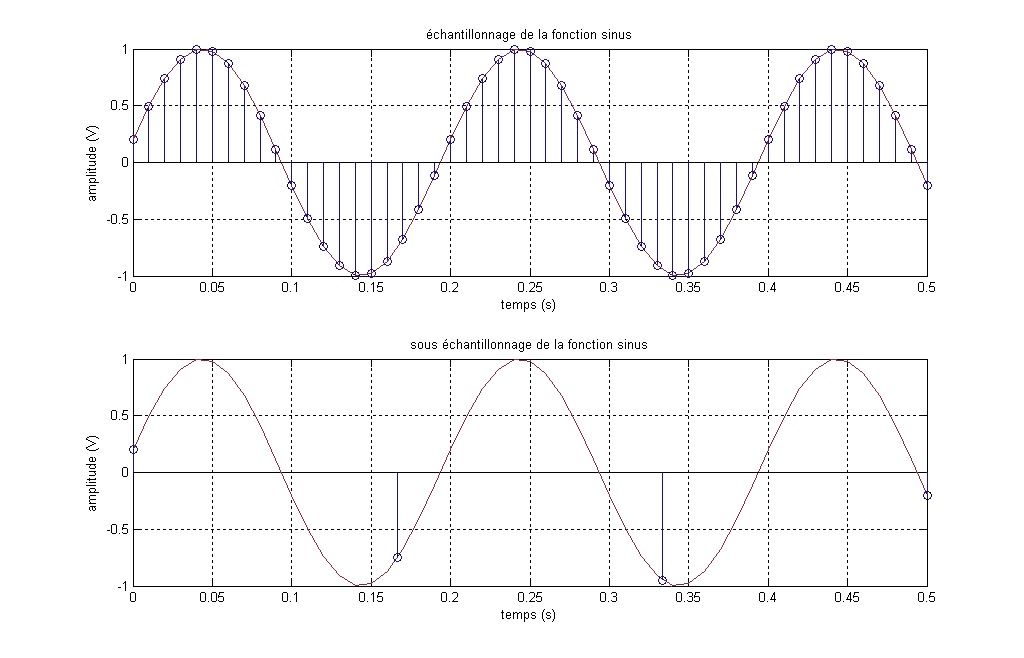 échantillonnage de la fonction sinus
1
0.5
0
-0.5
-1
amplitude (V)
0 0.05 0.1 0.15 0.2 0.25 0.3 0.35 0.4 0.45 0.5
temps (s)
sous échantillonnage de la fonction sinus
1
0.5
0
-0.5
-1
amplitude (V)
0 0.05 0.1 0.15 0.2 0.25 0.3 0.35 0.4 0.45 0.5
temps (s)